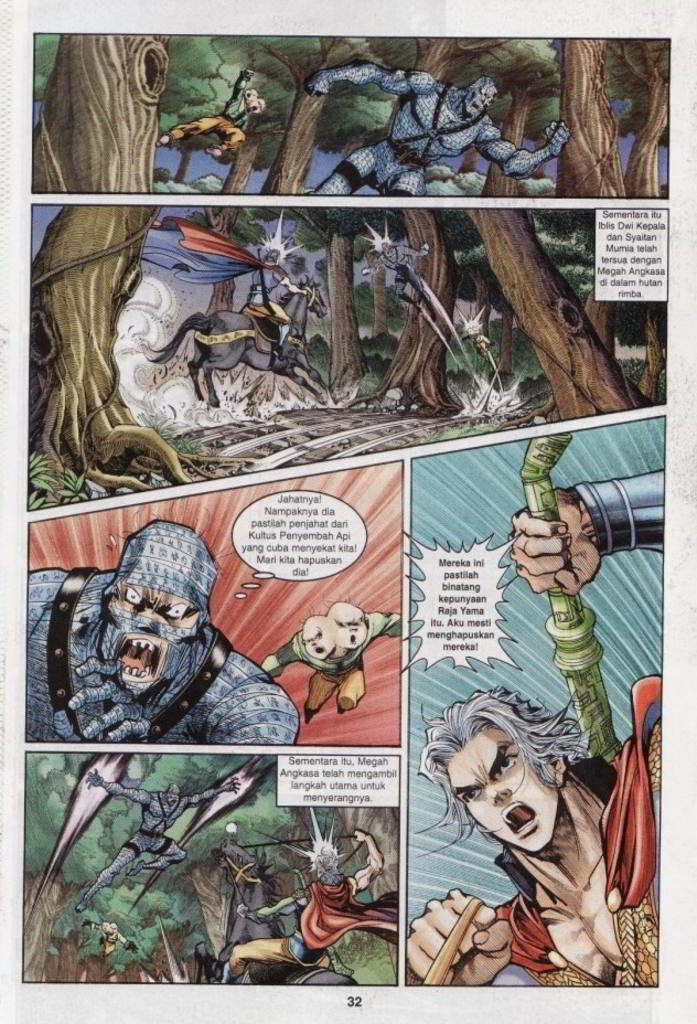 Sementara itu
Iblis Dwi Kepala
dan Syaitan
Mumia telah
tersua dengan
Megah Angkasa
di dalam hutan
rimba.
Jahatnya!
Nampaknya dia
pastilah penjahat dari
Kultus Penyembah Api
yang cuba menyekat kita!
Mari kita hapuskan
dia!
Mereka ini
pastilah
binatang
kepunyaan
Raja Yama
itu. Aku mesti
menghapuskan
mereka!
Sementara itu, Megah
Angkasa telah mengambil
langkah utama untuk
menyerangnya.
32